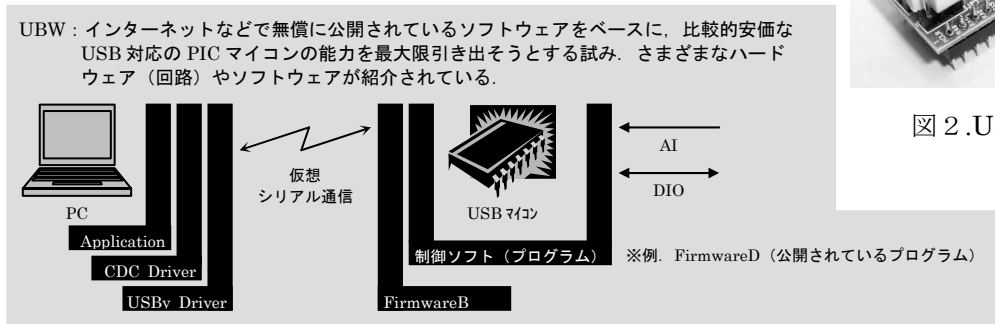 UBW：インターネットなどで無償に公開されているソフトウェアをベースに，比較的安価な
USB 対応の PIC マイコンの能力を最大限引き出そうとする試み．さまざまなハード
ウェア（回路）やソフトウェアが紹介されている．
図２.U
仮想
シリアル通信
AI
DIO
PC
USB ﾏｲｺﾝ
Application
CDC Driver
USBv Driver
制御ソフト（プログラム）
※例．FirmwareD（公開されているプログラム）
FirmwareB